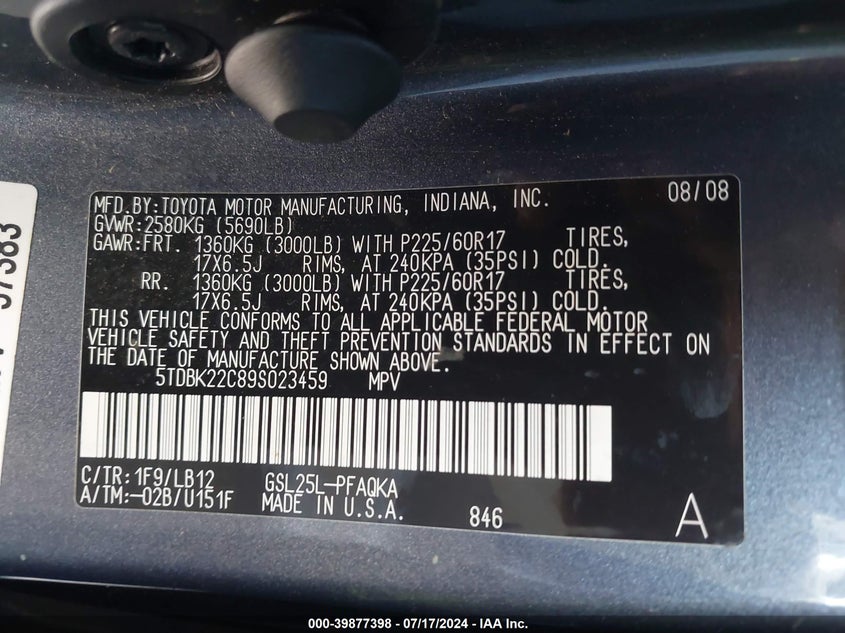 MFD.BY:TOYOTA MOTOR MANUFACTURING, INDIANA, INC. 08/08
GVWR:2580KG (5690LB)
GAWR:FRT. 1360KG (3000LB) WITH P225/60R17 TIRES,
17X6.5J RIMS, AT 240KPA (35PSI) COLD.
RR. 1360KG (3000LB) WITH P225/60R17 TIRES,
17X6.5J RIMS, AT 240KPA (35PSI) COLD.
THIS VEHICLE CONFORMS TO ALL APPLICABLE FEDERAL MOTOR
VEHICLE SAFETY AND THEFT PREVENTION STANDARDS IN EFFECT ON
THE DATE OF MANUFACTURE SHOWN ABOVE.
5TDBK22C89S023459 MPV
C/TR:1F9/LB12 GSL25L-PFAQKA
A/TM:-02B/U151F MADE IN U.S.A. 846 A
000-39877398 - 07/17/2024 - IAA Inc.